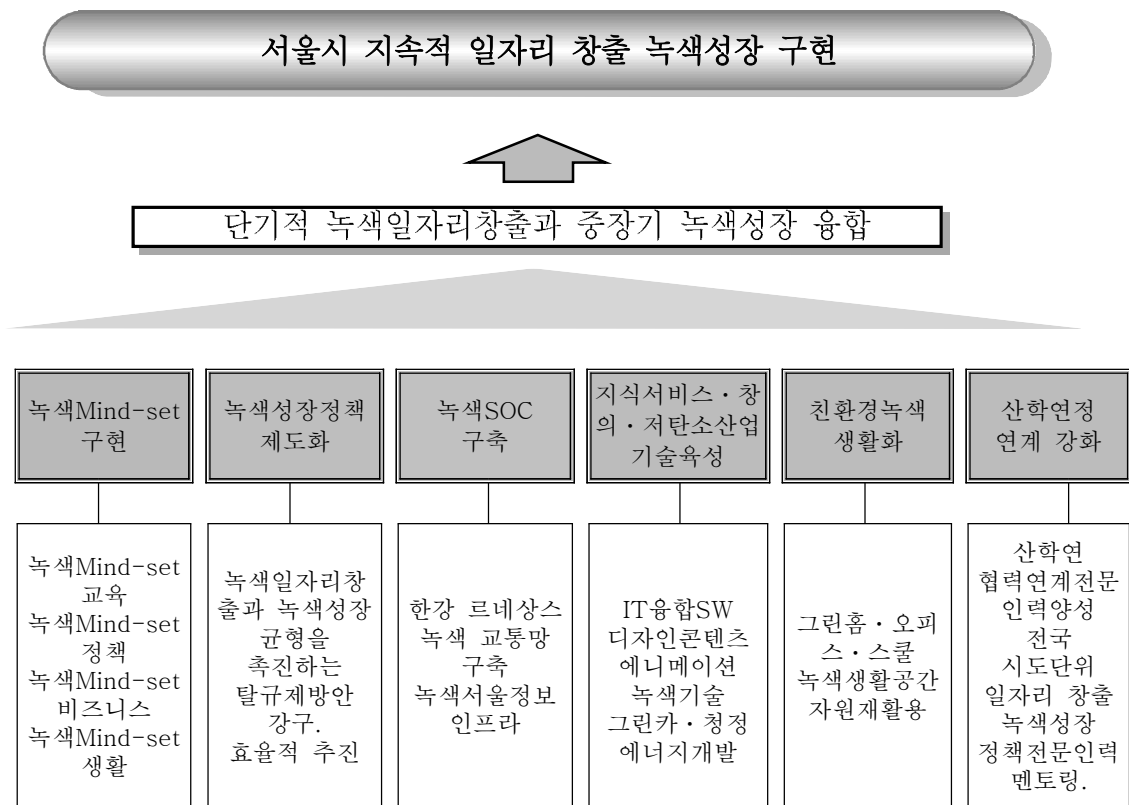 서울시 지속적 일자리 창출 녹색성장 구현
단기적 녹색일자리창출과 중장기 녹색성장 융합
녹색Mind-set
구현
녹색성장정책
제도화
녹색SOC
구축
지식서비스·창
의·저탄소산업
기술육성
친환경녹색
생활화
산학연정
연계 강화
녹색Mind-set
교육
녹색Mind-set
정책
녹색Mind-set
비즈니스
녹색Mind-set
생활
녹색일자리창
출과 녹색성장
균형을
촉진하는
탈규제방안
강구.
효율적 추진
한강 르네상스
녹색 교통망
구축
녹색서울정보
인프라
IT융합SW
디자인콘텐츠
에니메이션
녹색기술
그린카·청정
에너지개발
그린홈·오피
스·스쿨
녹색생활공간
자원재활용
산학연
협력연계전문
인력양성
전국
시도단위
일자리 창출
녹색성장
정책전문인력
멘토링.